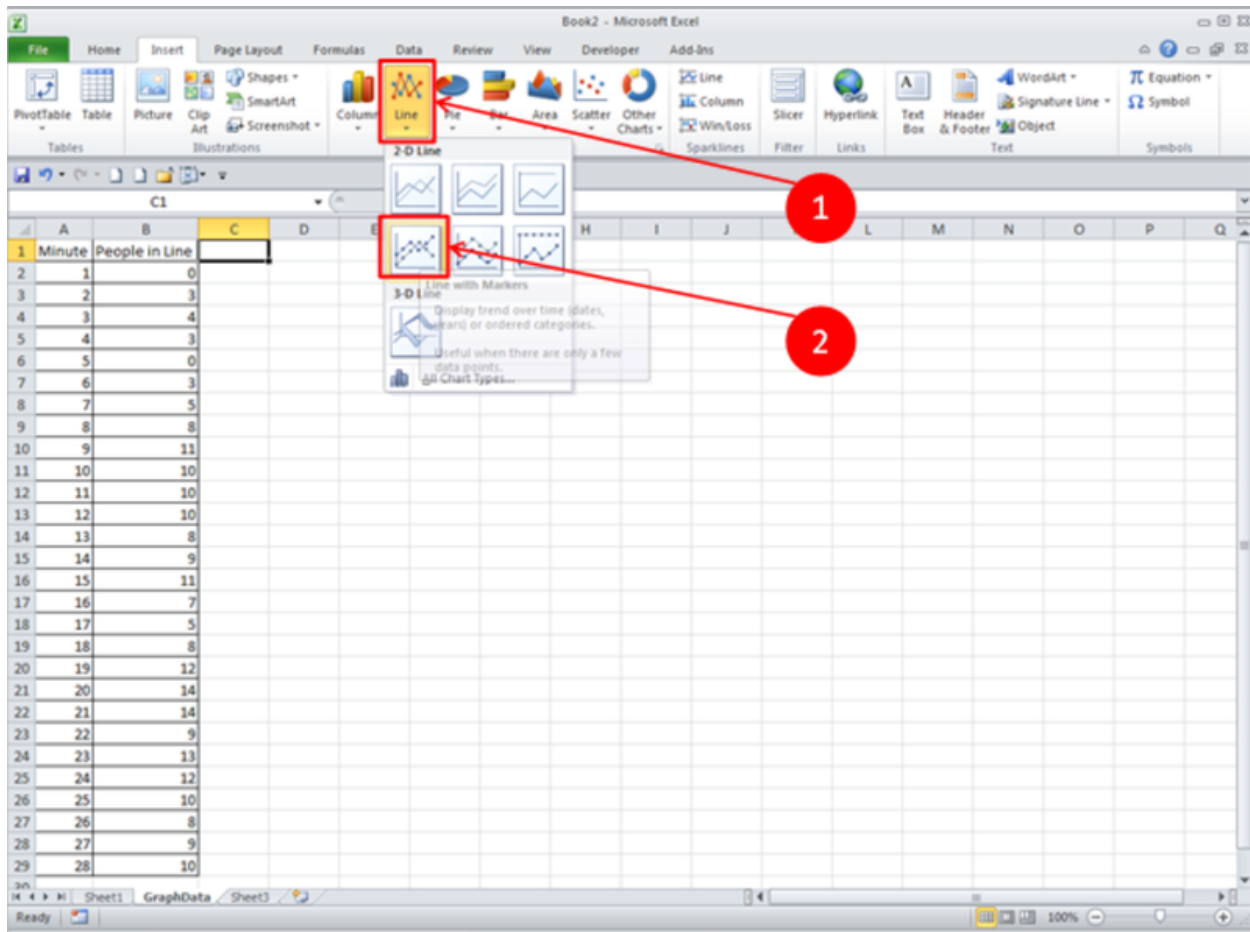 Book2 - Microsoft Excel
File Home Insert Page Layout Formulas Data Review View Developer Add-Ins
PivotTable Table Picture Clip Art Shapes SmartArt Screenshot Column Line Pie Bar Area Scatter Other Charts Line Column Win/Loss Slicer Hyperlink Text Box Header & Footer WordArt Signature Line Object Equation Symbol
Tables Illustrations Sparklines Filter Links Text Symbols
2-D Line
C1
1
A B C D E H I J L M N O P Q
1 Minute People in Line
2 1 0
3 2 3
4 3 4
5 4 3
6 5 0
7 6 3
8 7 5
9 8 8
10 9 11
11 10 10
12 11 10
13 12 10
14 13 8
15 14 9
16 15 11
17 16 7
18 17 5
19 18 8
20 19 12
21 20 14
22 21 14
23 22 9
24 23 13
25 24 12
26 25 10
27 26 8
28 27 9
29 28 10
30
Line with Markers
3-D Line
Display trend over time (dates,
years) or ordered categories.
Useful when there are only a few
data points.
All Chart Types...
2
Sheet1 GraphData Sheet3
Ready 100%